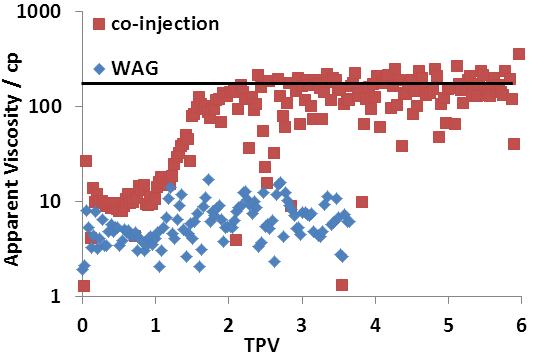 1000
co-injection
WAG
100
10
1
Apparent Viscosity / cp
0 1 2 3 4 5 6
TPV